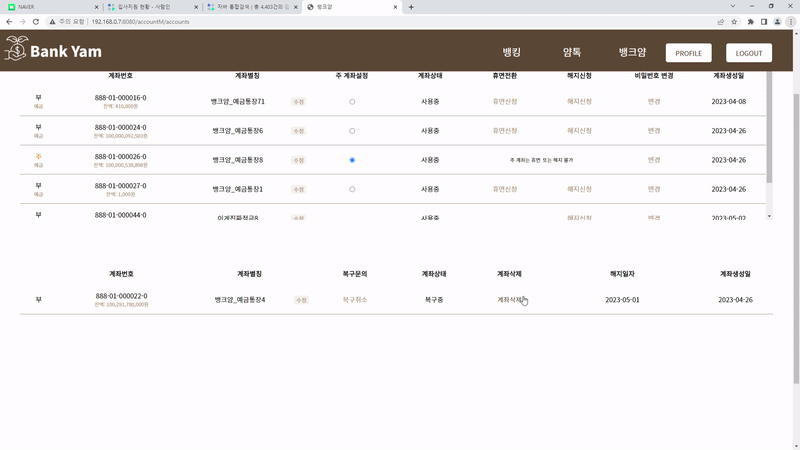 NAVER
입사지원 현황 - 사람인
자바 통합검색 | 총 4,403건의
뱅크얌
주의 요함 | 192.168.0.7:8080/accountM/accounts
Bank Yam
뱅킹
얌톡
뱅크얌
PROFILE
LOGOUT
계좌번호 계좌별칭 주 계좌설정 계좌상태 휴면전환 해지신청 비밀번호 변경 계좌생성일
부 888-01-000016-0 뱅크얌_예금통장71 수정 사용중 휴면신청 해지신청 변경 2023-04-08
예금 잔액: 410,000원
부 888-01-000024-0 뱅크얌_예금통장6 수정 사용중 휴면신청 해지신청 변경 2023-04-26
예금 잔액: 100,000,092,503원
주 888-01-000026-0 뱅크얌_예금통장8 수정 사용중 주 계좌는 휴면 또는 해지 불가 변경 2023-04-26
예금 잔액: 100,000,538,898원
부 888-01-000027-0 뱅크얌_예금통장1 수정 사용중 휴면신청 해지신청 변경 2023-04-26
예금 잔액: 1,000원
부 888-01-000044-0 이게진짜적금8 수정 사용중 해지신청 변경 2023-05-02
계좌번호 계좌별칭 복구문의 계좌상태 계좌삭제 해지일자 계좌생성일
부 888-01-000022-0 뱅크얌_예금통장4 수정 복구취소 복구중 계좌삭제 2023-05-01 2023-04-26
잔액: 100,291,780,000원